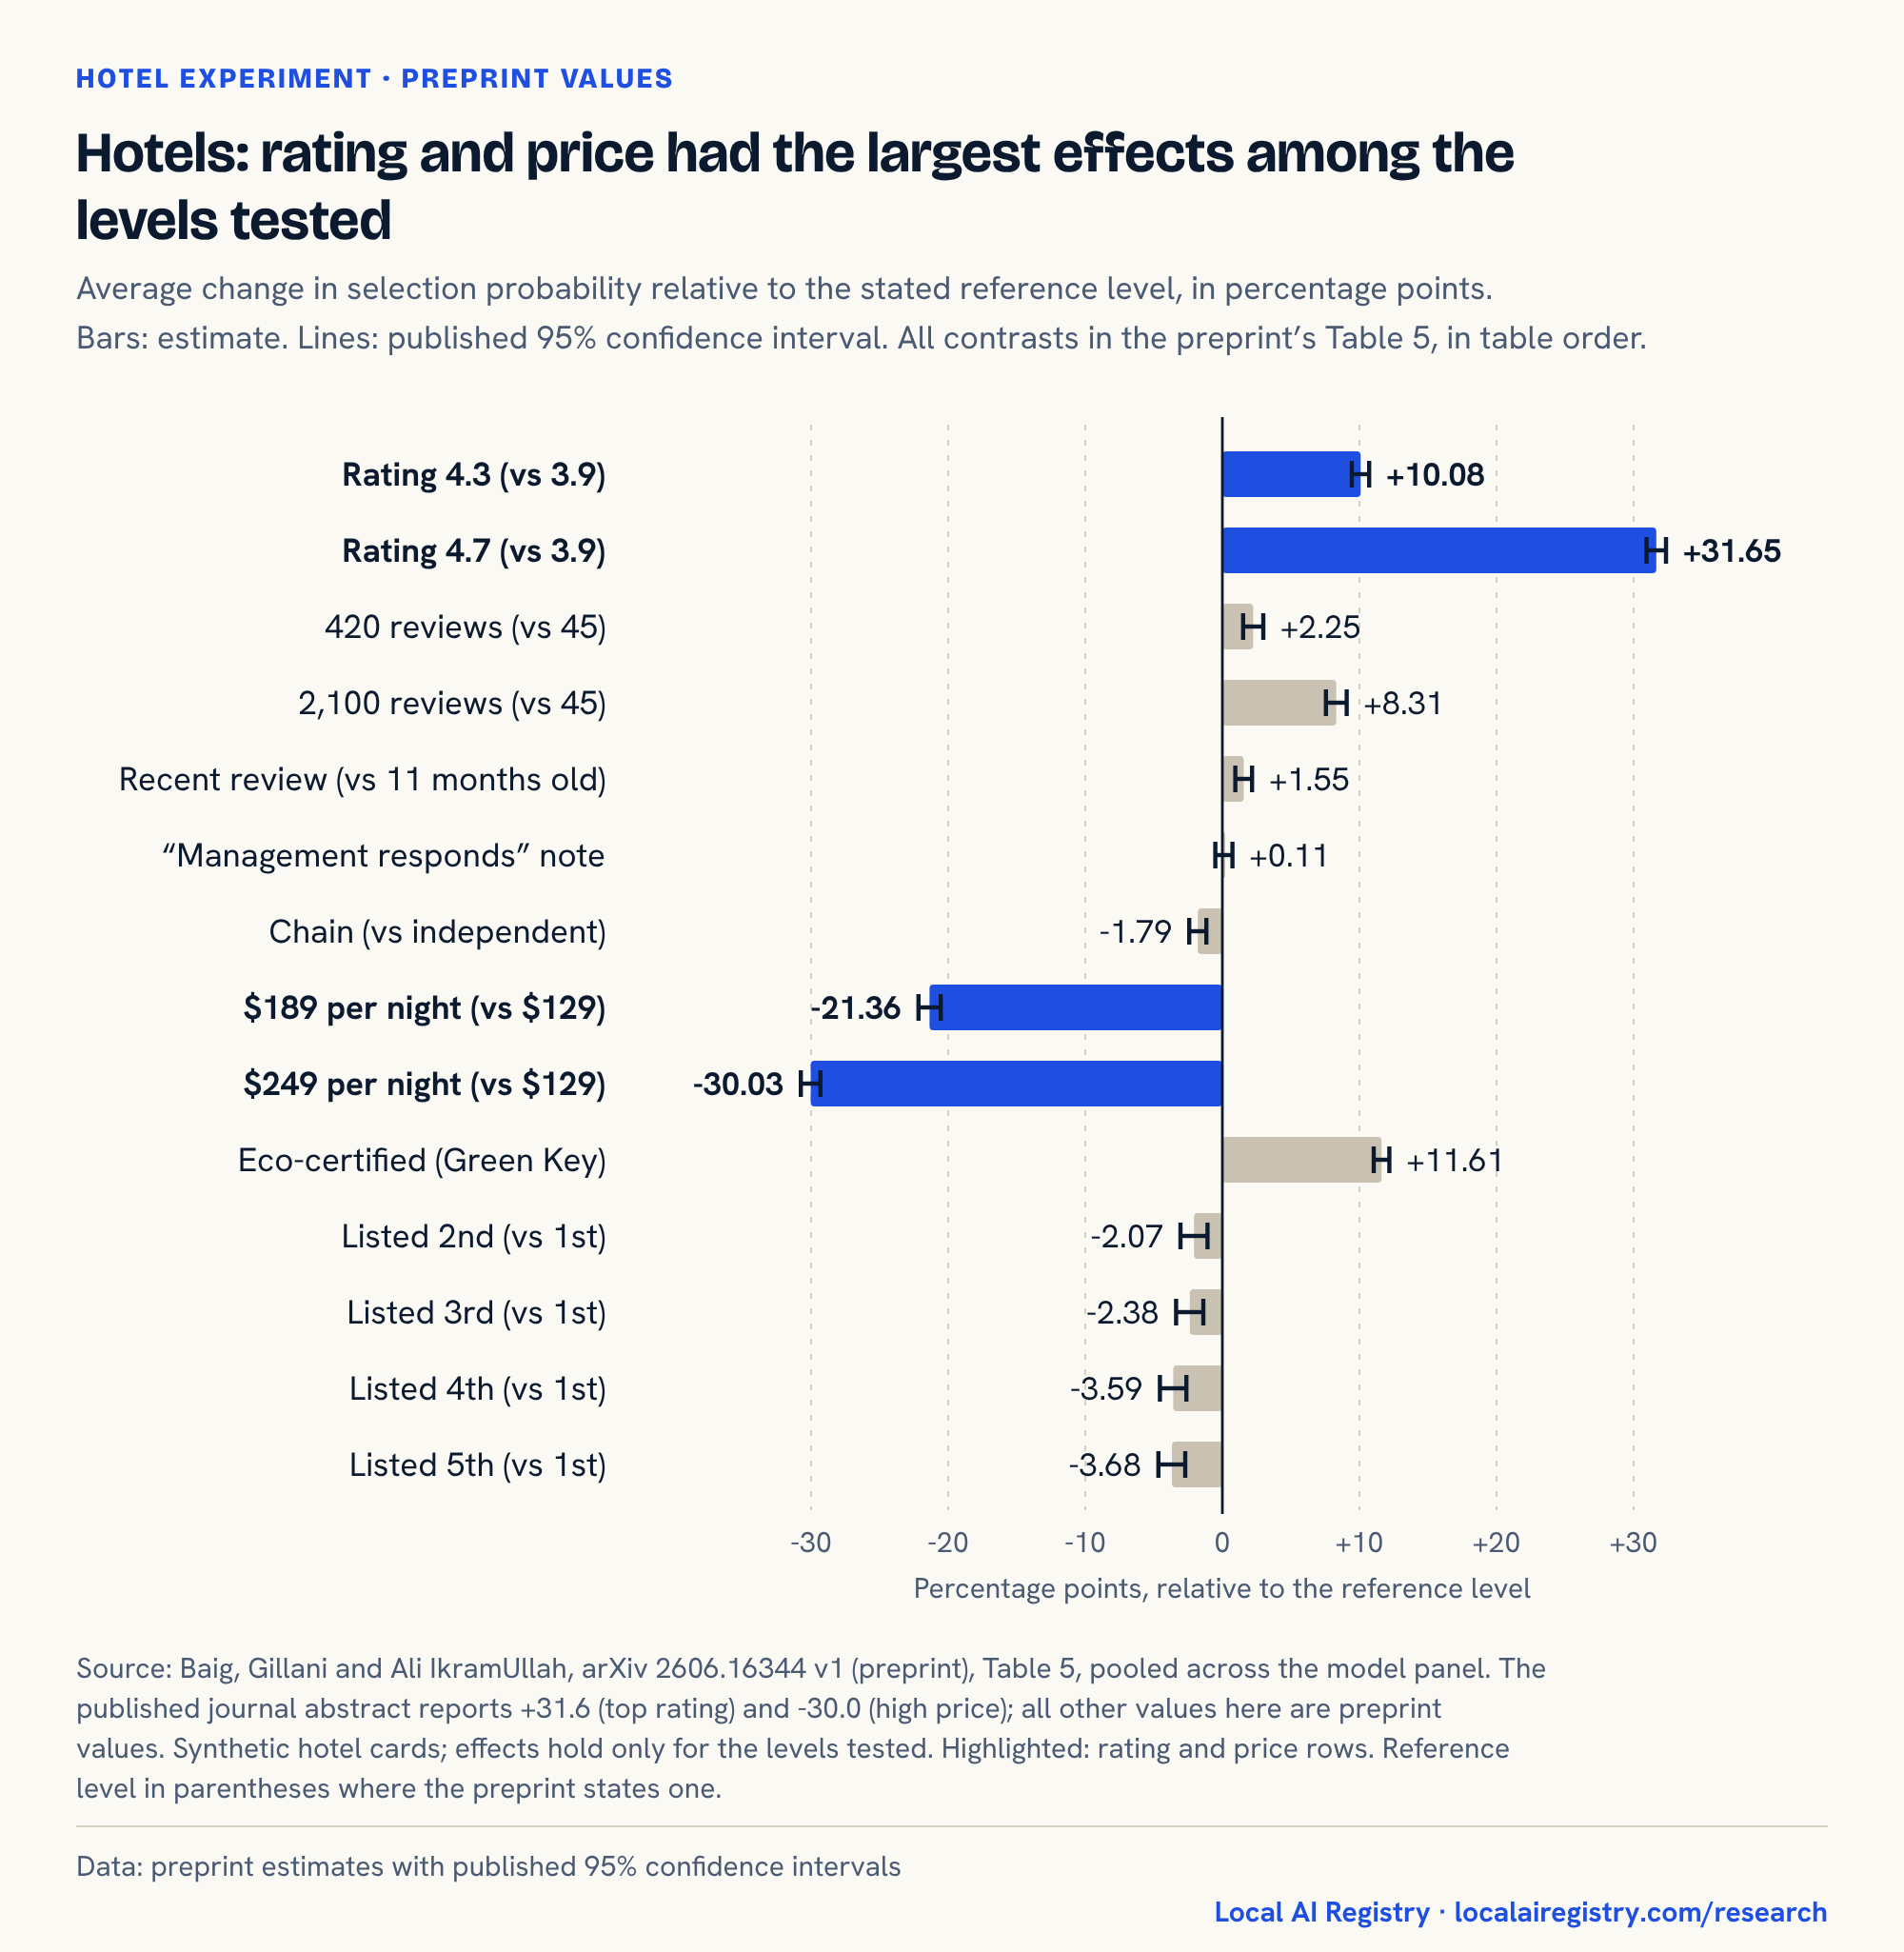 HOTEL EXPERIMENT · PREPRINT VALUES
Hotels: rating and price had the largest effects among the
levels tested
Average change in selection probability relative to the stated reference level, in percentage points.
Bars: estimate. Lines: published 95% confidence interval. All contrasts in the preprint’s Table 5, in table order.
Rating 4.3 (vs 3.9) +10.08
Rating 4.7 (vs 3.9) +31.65
420 reviews (vs 45) +2.25
2,100 reviews (vs 45) +8.31
Recent review (vs 11 months old) +1.55
“Management responds” note +0.11
Chain (vs independent) -1.79
$189 per night (vs $129) -21.36
$249 per night (vs $129) -30.03
Eco-certified (Green Key) +11.61
Listed 2nd (vs 1st) -2.07
Listed 3rd (vs 1st) -2.38
Listed 4th (vs 1st) -3.59
Listed 5th (vs 1st) -3.68
-30 -20 -10 0 +10 +20 +30
Percentage points, relative to the reference level
Source: Baig, Gillani and Ali IkramUllah, arXiv 2606.16344 v1 (preprint), Table 5, pooled across the model panel. The
published journal abstract reports +31.6 (top rating) and -30.0 (high price); all other values here are preprint
values. Synthetic hotel cards; effects hold only for the levels tested. Highlighted: rating and price rows. Reference
level in parentheses where the preprint states one.
Data: preprint estimates with published 95% confidence intervals
Local AI Registry · localairegistry.com/research